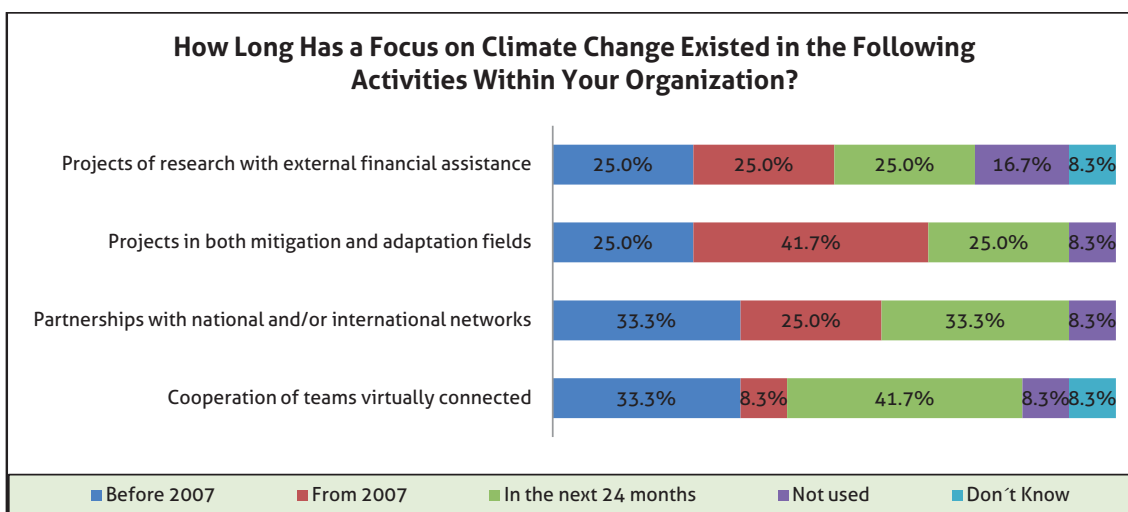 How Long Has a Focus on Climate Change Existed in the Following
Activities Within Your Organization?
Projects of research with external financial assistance
25.0% 25.0% 25.0% 16.7% 8.3%
Projects in both mitigation and adaptation fields
25.0% 41.7% 25.0% 8.3%
Partnerships with national and/or international networks
33.3% 25.0% 33.3% 8.3%
Cooperation of teams virtually connected
33.3% 8.3% 41.7% 8.3% 8.3%
Before 2007 From 2007 In the next 24 months Not used Don´t Know